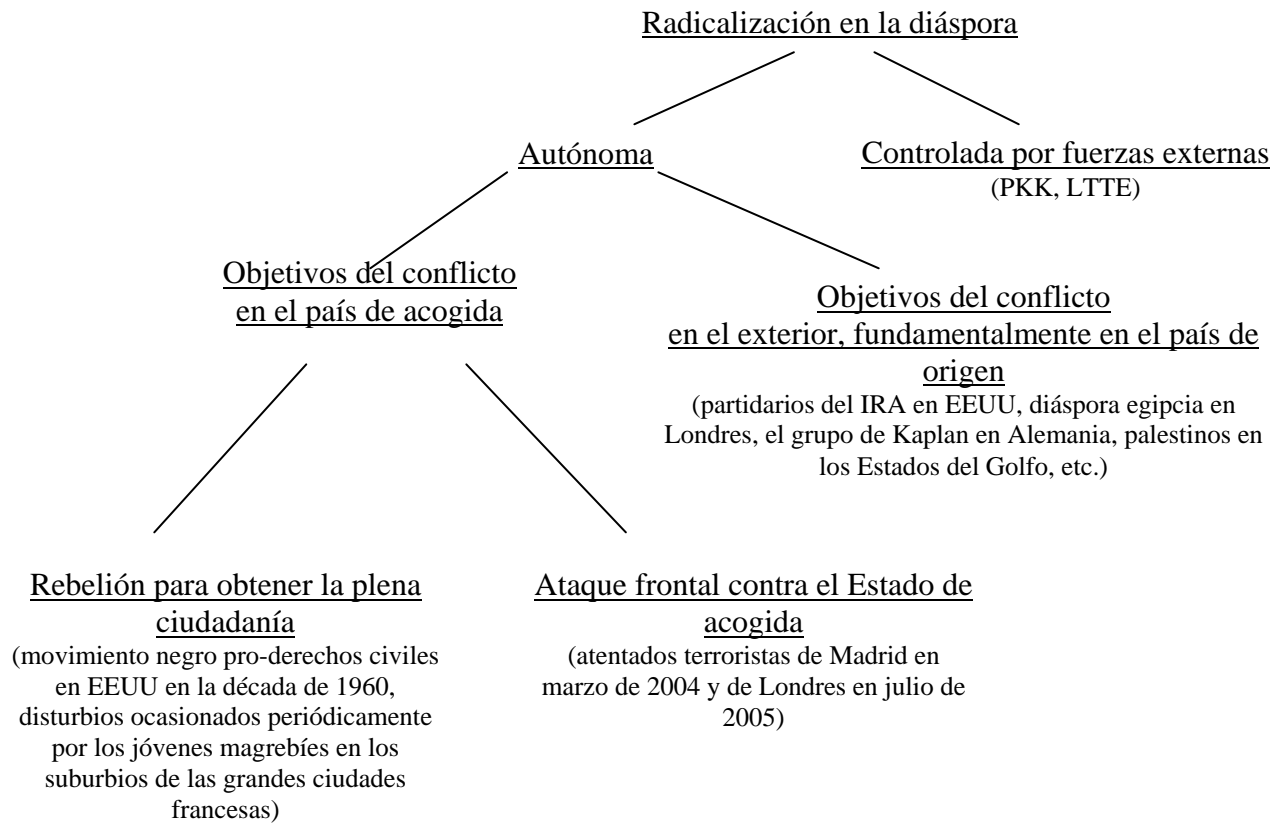 Radicalización en la diáspora
Autónoma
Controlada por fuerzas externas
(PKK, LTTE)
Objetivos del conflicto
en el país de acogida
Objetivos del conflicto
en el exterior, fundamentalmente en el país de
origen
(partidarios del IRA en EEUU, diáspora egipcia en
Londres, el grupo de Kaplan en Alemania, palestinos en
los Estados del Golfo, etc.)
Rebelión para obtener la plena
ciudadanía
(movimiento negro pro-derechos civiles
en EEUU en la década de 1960,
disturbios ocasionados periódicamente
por los jóvenes magrebíes en los
suburbios de las grandes ciudades
francesas)
Ataque frontal contra el Estado de
acogida
(atentados terroristas de Madrid en
marzo de 2004 y de Londres en julio de
2005)